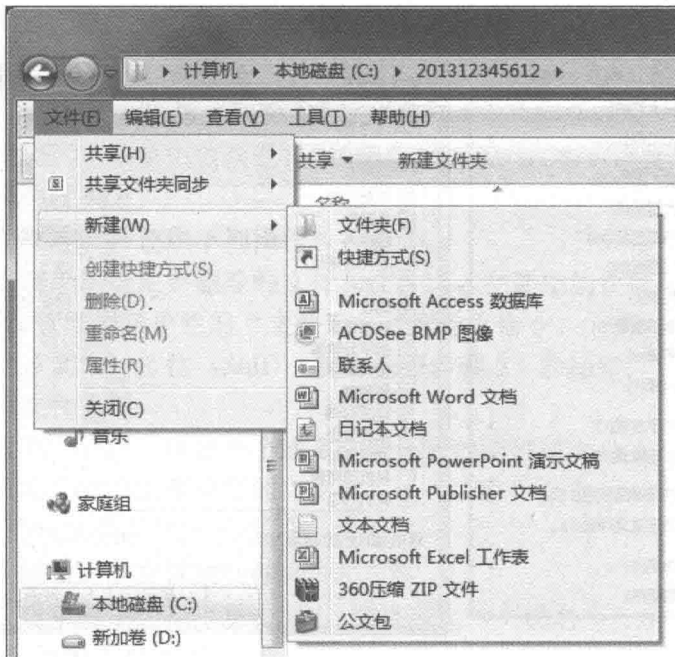 计算机 ▸ 本地磁盘 (C:) ▸ 201312345612 ▸
文件(F) 编辑(E) 查看(V) 工具(T) 帮助(H)
共享(H)
共享文件夹同步
新建(W)
创建快捷方式(S)
删除(D)
重命名(M)
属性(R)
关闭(C)
共享 ▾ 新建文件夹
名称
文件夹(F)
快捷方式(S)
Microsoft Access 数据库
ACDSee BMP 图像
联系人
Microsoft Word 文档
日记本文档
Microsoft PowerPoint 演示文稿
Microsoft Publisher 文档
文本文档
Microsoft Excel 工作表
360压缩 ZIP 文件
公文包
音乐
家庭组
计算机
本地磁盘 (C:)
新加卷 (D:)